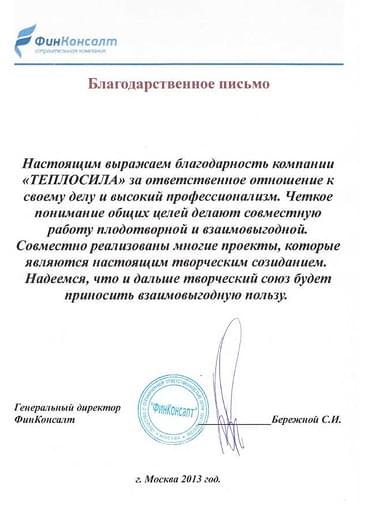 ФинКонсалт
строительная компания
Благодарственное письмо
Настоящим выражаем благодарность компании
«ТЕПЛОСИЛА» за ответственное отношение к
своему делу и высокий профессионализм. Четкое
понимание общих целей делают совместную
работу плодотворной и взаимовыгодной.
Совместно реализованы многие проекты, которые
являются настоящим творческим созиданием.
Надеемся, что и дальше творческий союз будет
приносить взаимовыгодную пользу.
"ФинКонсалт"
Генеральный директор
ФинКонсалт
Бережной С.И.
г. Москва 2013 год.